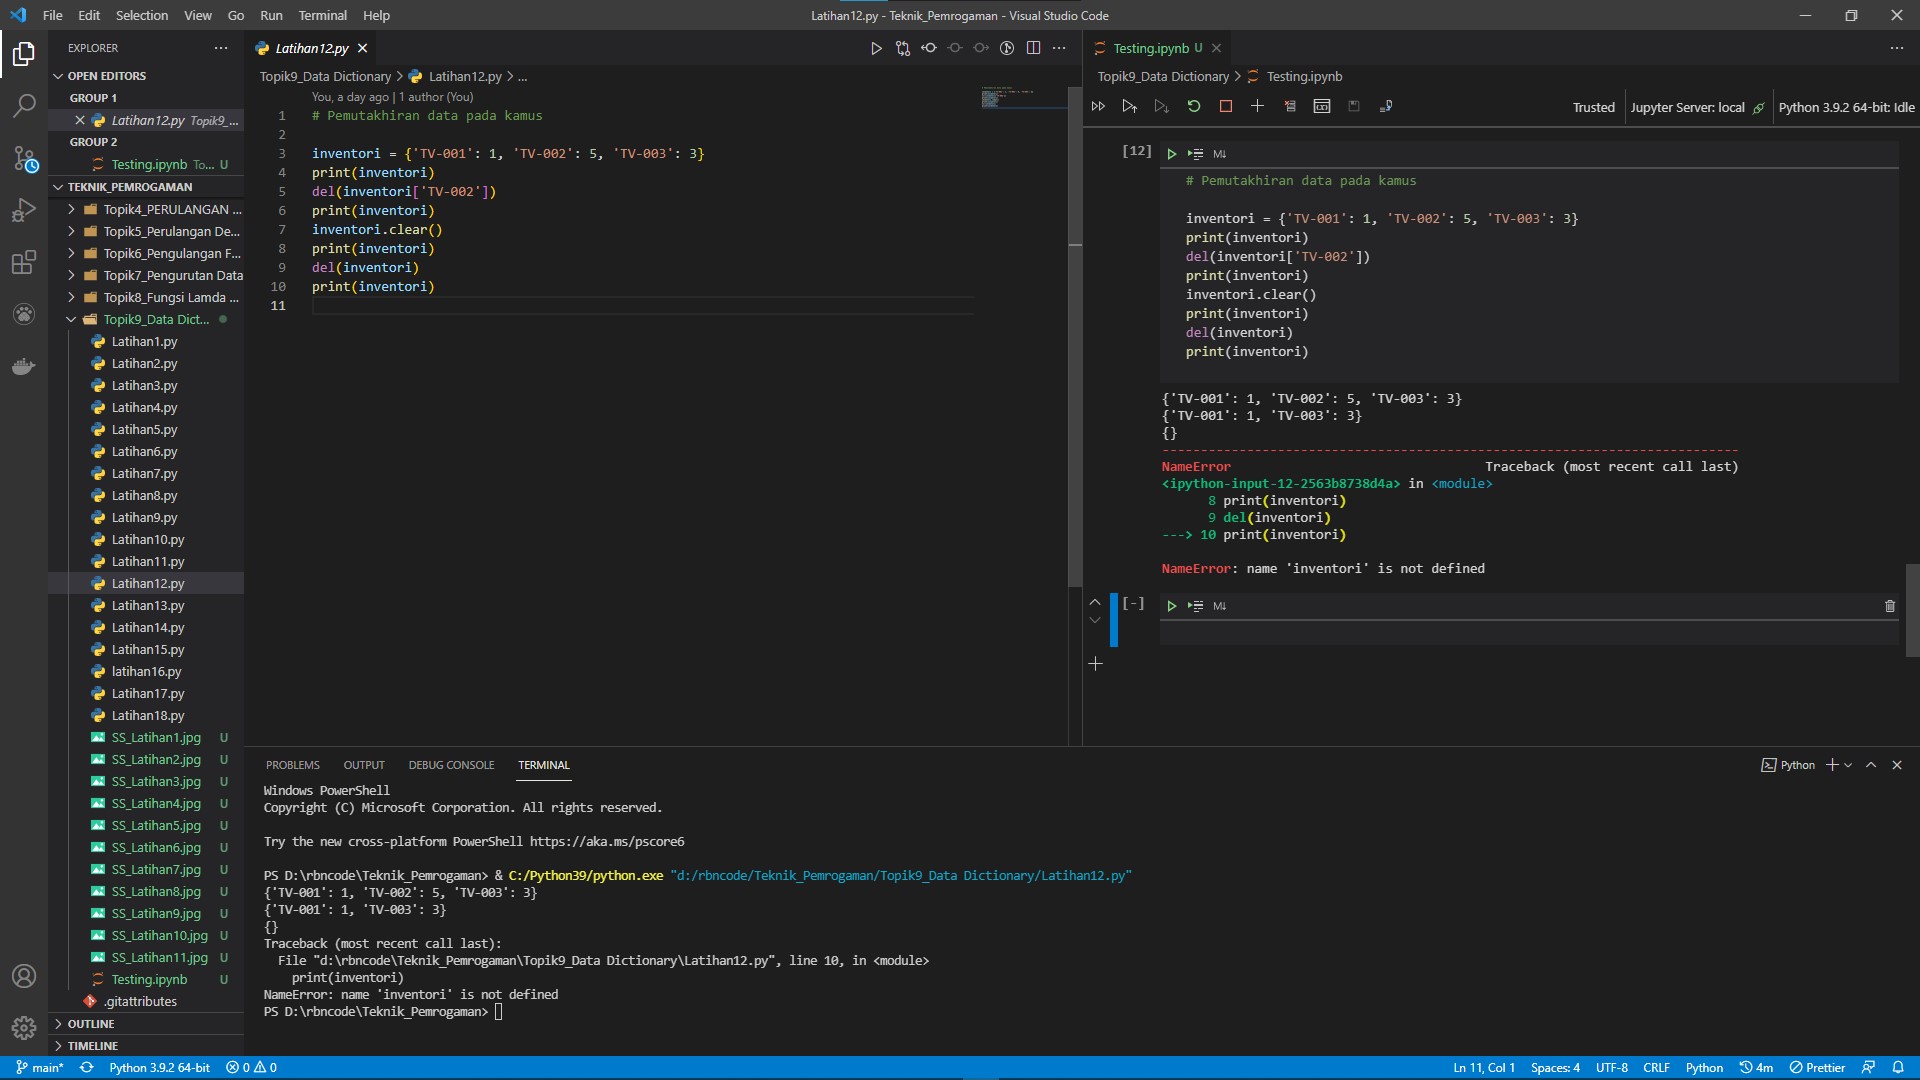 File Edit Selection View Go Run Terminal Help
Latihan12.py - Teknik_Pemrogaman - Visual Studio Code
EXPLORER
OPEN EDITORS
GROUP 1
Latihan12.py Topik9_...
GROUP 2
Testing.ipynb To... U
TEKNIK_PEMROGAMAN
Topik4_PERULANGAN ...
Topik5_Perulangan De...
Topik6_Pengulangan F...
Topik7_Pengurutan Data
Topik8_Fungsi Lamda ...
Topik9_Data Dict...
Latihan1.py
Latihan2.py
Latihan3.py
Latihan4.py
Latihan5.py
Latihan6.py
Latihan7.py
Latihan8.py
Latihan9.py
Latihan10.py
Latihan11.py
Latihan12.py
Latihan13.py
Latihan14.py
Latihan15.py
latihan16.py
Latihan17.py
Latihan18.py
SS_Latihan1.jpg U
SS_Latihan2.jpg U
SS_Latihan3.jpg U
SS_Latihan4.jpg U
SS_Latihan5.jpg U
SS_Latihan6.jpg U
SS_Latihan7.jpg U
SS_Latihan8.jpg U
SS_Latihan9.jpg U
SS_Latihan10.jpg U
SS_Latihan11.jpg U
Testing.ipynb U
.gitattributes
OUTLINE
TIMELINE
Latihan12.py
Topik9_Data Dictionary > Latihan12.py > ...
You, a day ago | 1 author (You)
1 # Pemutakhiran data pada kamus
2
3 inventori = {'TV-001': 1, 'TV-002': 5, 'TV-003': 3}
4 print(inventori)
5 del(inventori['TV-002'])
6 print(inventori)
7 inventori.clear()
8 print(inventori)
9 del(inventori)
10 print(inventori)
11
Testing.ipynb U
Topik9_Data Dictionary > Testing.ipynb
Trusted Jupyter Server: local Python 3.9.2 64-bit: Idle
[12] M↓
# Pemutakhiran data pada kamus
inventori = {'TV-001': 1, 'TV-002': 5, 'TV-003': 3}
print(inventori)
del(inventori['TV-002'])
print(inventori)
inventori.clear()
print(inventori)
del(inventori)
print(inventori)
{'TV-001': 1, 'TV-002': 5, 'TV-003': 3}
{'TV-001': 1, 'TV-003': 3}
{}
---------------------------------------------------------------------------
NameError Traceback (most recent call last)
<ipython-input-12-2563b8738d4a> in <module>
8 print(inventori)
9 del(inventori)
---> 10 print(inventori)
NameError: name 'inventori' is not defined
[-] M↓
PROBLEMS OUTPUT DEBUG CONSOLE TERMINAL
Python
Windows PowerShell
Copyright (C) Microsoft Corporation. All rights reserved.
Try the new cross-platform PowerShell https://aka.ms/pscore6
PS D:\rbncode\Teknik_Pemrogaman> & C:/Python39/python.exe "d:/rbncode/Teknik_Pemrogaman/Topik9_Data Dictionary/Latihan12.py"
{'TV-001': 1, 'TV-002': 5, 'TV-003': 3}
{'TV-001': 1, 'TV-003': 3}
{}
Traceback (most recent call last):
File "d:\rbncode\Teknik_Pemrogaman\Topik9_Data Dictionary\Latihan12.py", line 10, in <module>
print(inventori)
NameError: name 'inventori' is not defined
PS D:\rbncode\Teknik_Pemrogaman>
main* Python 3.9.2 64-bit 0 0
Ln 11, Col 1 Spaces: 4 UTF-8 CRLF Python 4m Prettier